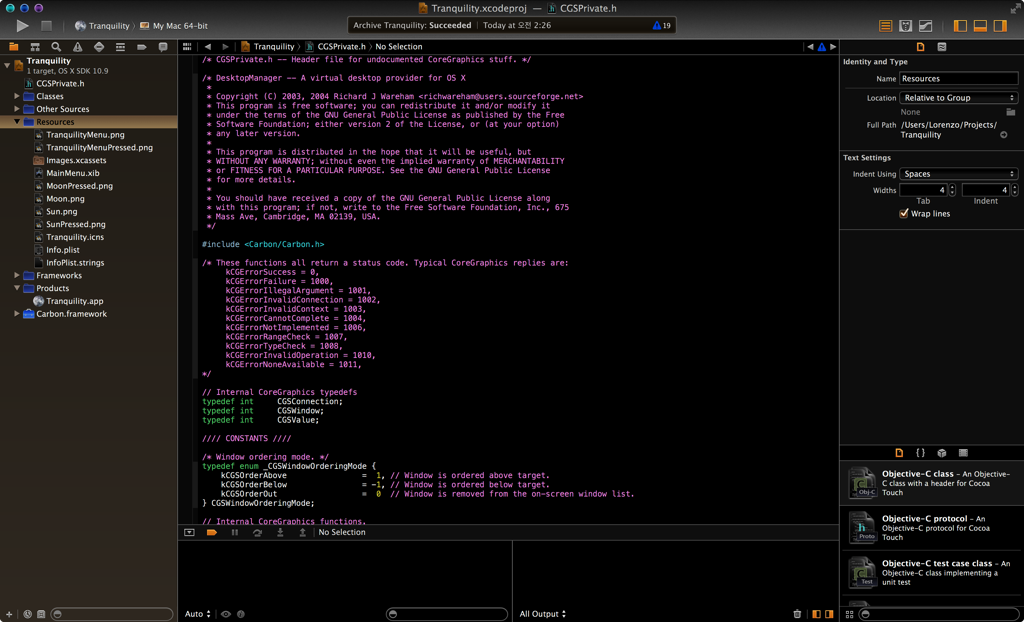 Tranquility.xcodeproj — CGSPrivate.h
Tranquility My Mac 64-bit
Archive Tranquility: Succeeded | Today at 오전 2:26
19
Tranquility
1 target, OS X SDK 10.9
CGSPrivate.h
Classes
Other Sources
Resources
TranquilityMenu.png
TranquilityMenuPressed.png
Images.xcassets
MainMenu.xib
MoonPressed.png
Moon.png
Sun.png
SunPressed.png
Tranquility.icns
Info.plist
InfoPlist.strings
Frameworks
Products
Tranquility.app
Carbon.framework
Tranquility CGSPrivate.h No Selection
/* CGSPrivate.h -- Header file for undocumented CoreGraphics stuff. */
/* DesktopManager -- A virtual desktop provider for OS X
*
* Copyright (C) 2003, 2004 Richard J Wareham <richwareham@users.sourceforge.net>
* This program is free software; you can redistribute it and/or modify it
* under the terms of the GNU General Public License as published by the Free
* Software Foundation; either version 2 of the License, or (at your option)
* any later version.
*
* This program is distributed in the hope that it will be useful, but
* WITHOUT ANY WARRANTY; without even the implied warranty of MERCHANTABILITY
* or FITNESS FOR A PARTICULAR PURPOSE. See the GNU General Public License
* for more details.
*
* You should have received a copy of the GNU General Public License along
* with this program; if not, write to the Free Software Foundation, Inc., 675
* Mass Ave, Cambridge, MA 02139, USA.
*/
#include <Carbon/Carbon.h>
/* These functions all return a status code. Typical CoreGraphics replies are:
kCGErrorSuccess = 0,
kCGErrorFailure = 1000,
kCGErrorIllegalArgument = 1001,
kCGErrorInvalidConnection = 1002,
kCGErrorInvalidContext = 1003,
kCGErrorCannotComplete = 1004,
kCGErrorNotImplemented = 1006,
kCGErrorRangeCheck = 1007,
kCGErrorTypeCheck = 1008,
kCGErrorInvalidOperation = 1010,
kCGErrorNoneAvailable = 1011,
*/
// Internal CoreGraphics typedefs
typedef int CGSConnection;
typedef int CGSWindow;
typedef int CGSValue;
//// CONSTANTS ////
/* Window ordering mode. */
typedef enum _CGSWindowOrderingMode {
kCGSOrderAbove = 1, // Window is ordered above target.
kCGSOrderBelow = -1, // Window is ordered below target.
kCGSOrderOut = 0 // Window is removed from the on-screen window list.
} CGSWindowOrderingMode;
// Internal CoreGraphics functions.
No Selection
Auto
All Output
Identity and Type
Name Resources
Location Relative to Group
None
Full Path /Users/Lorenzo/Projects/
Tranquility
Text Settings
Indent Using Spaces
Widths 4 4
Tab Indent
Wrap lines
{ }
Objective-C class - An Objective-
C class with a header for Cocoa
Touch
Obj-C
Objective-C protocol - An
Objective-C protocol for Cocoa
Touch
h
Proto
Objective-C test case class - An
Objective-C class implementing a
unit test
Test